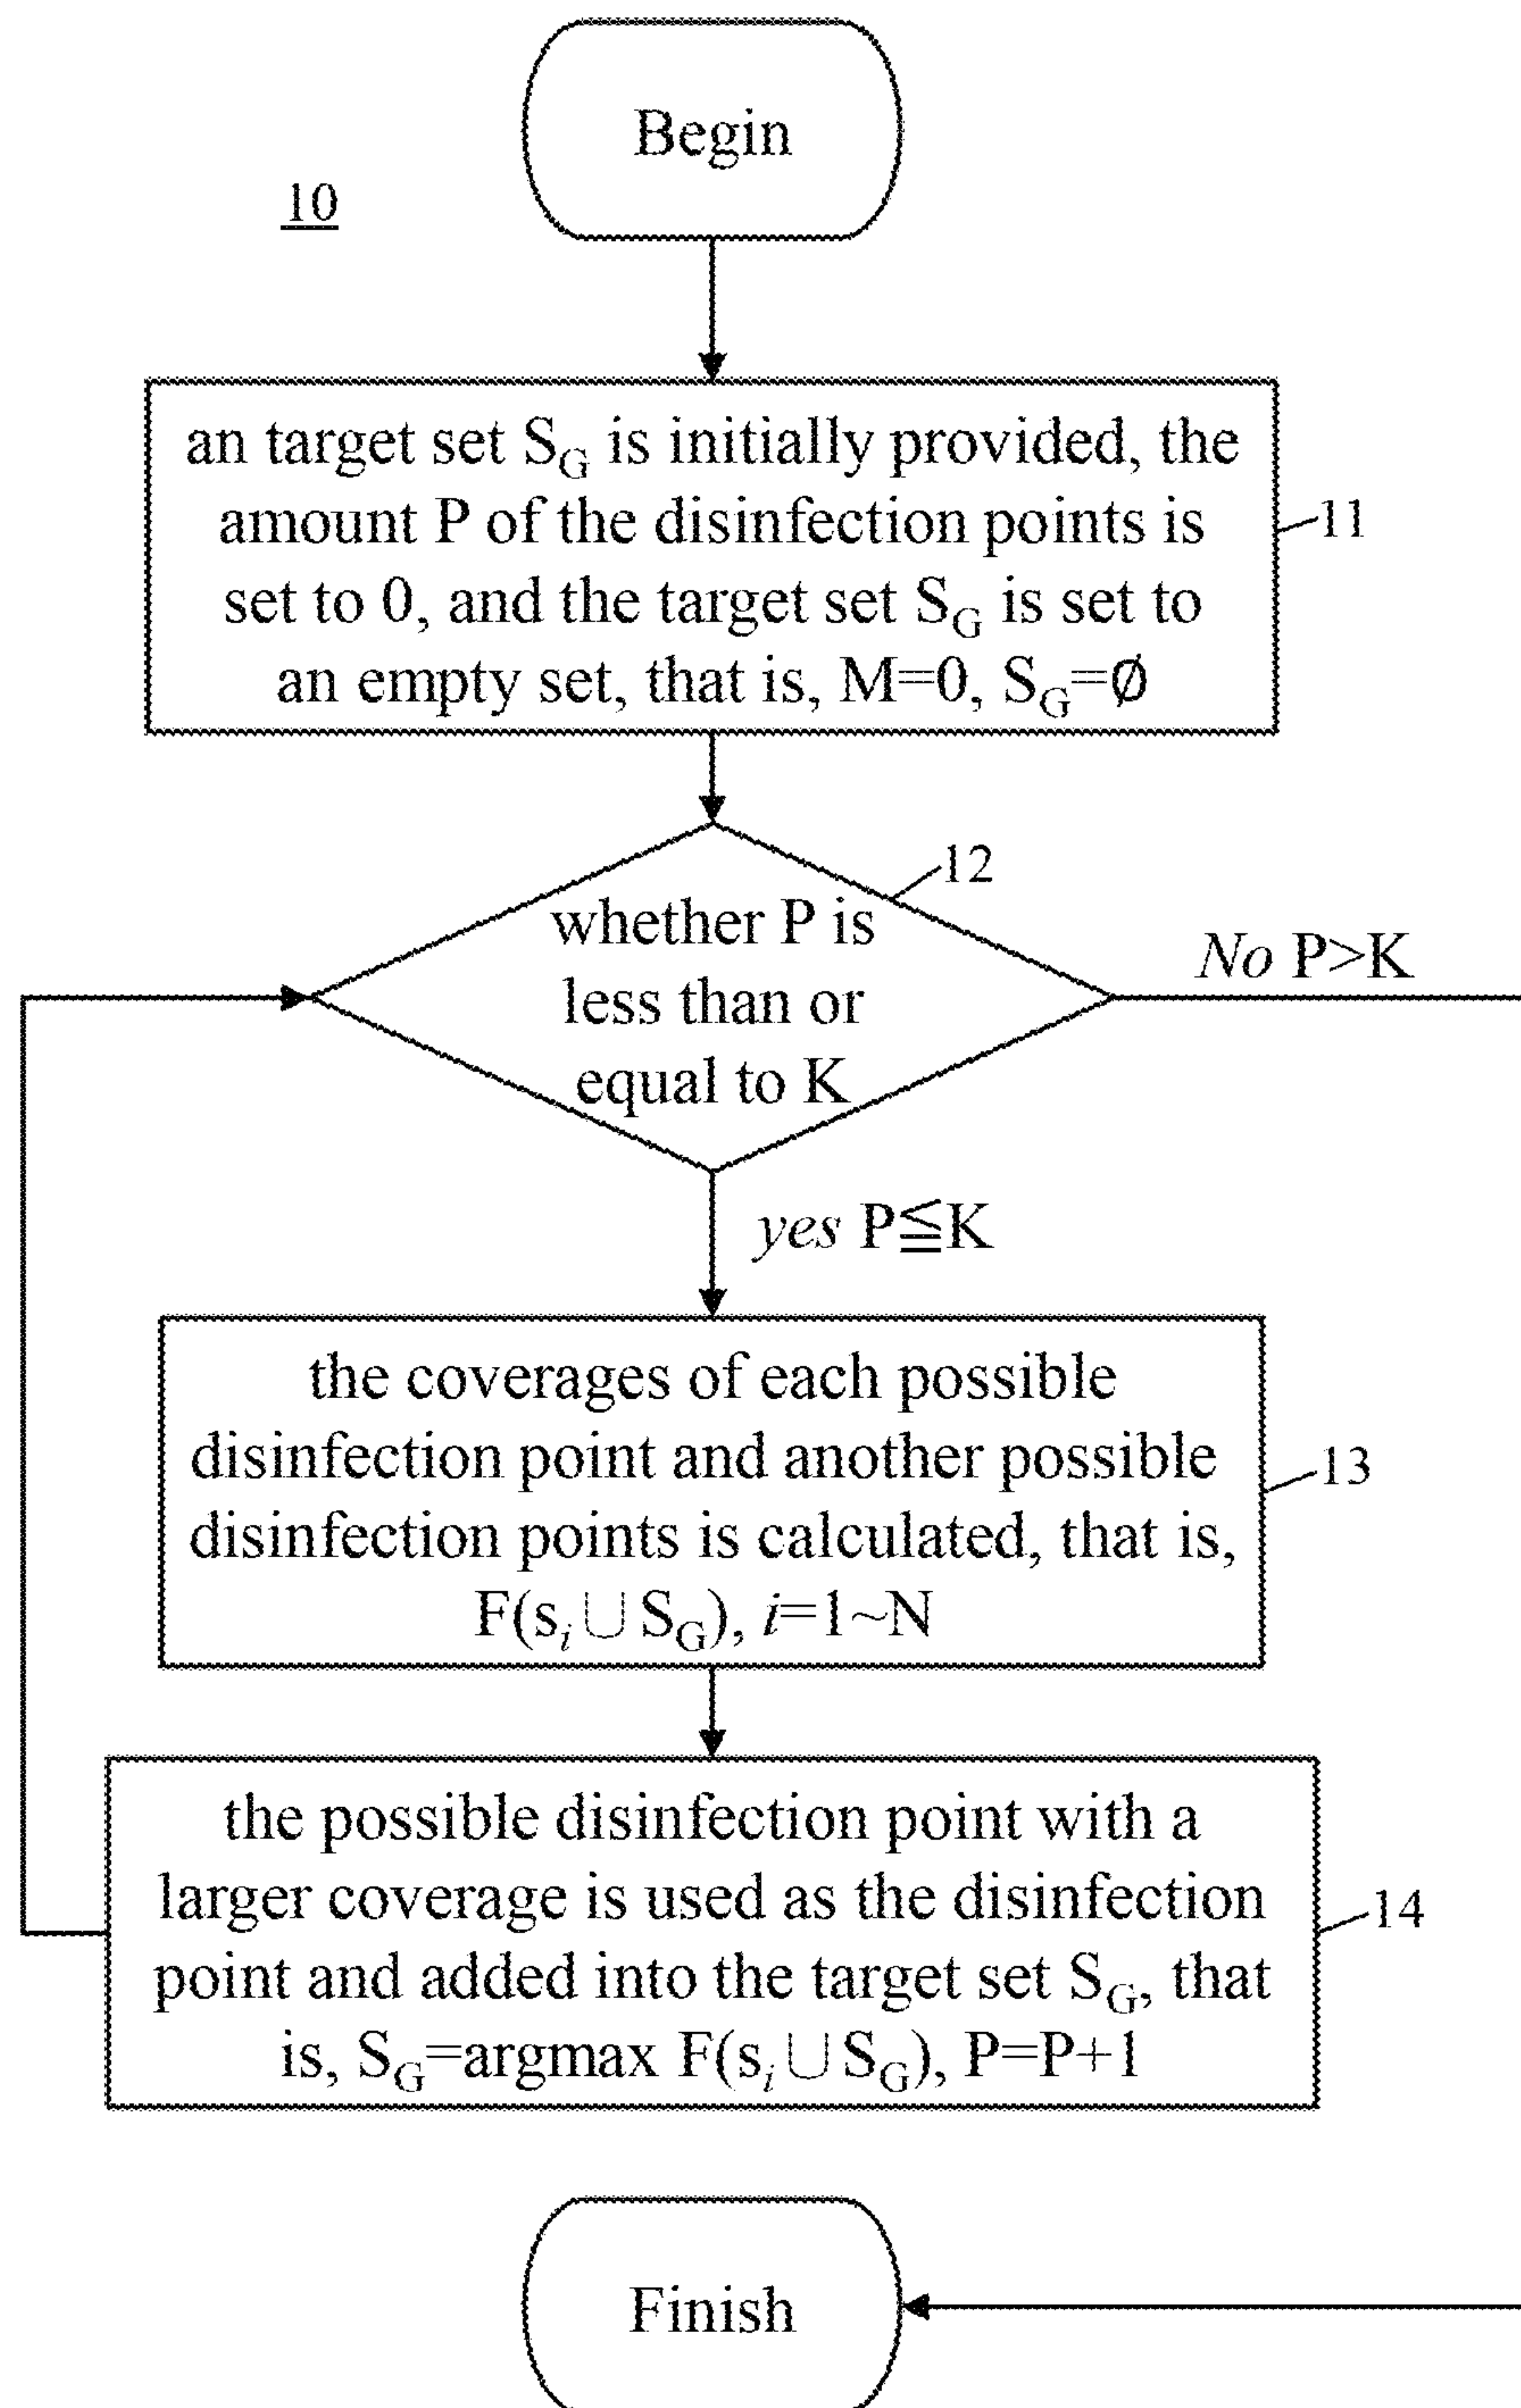 Begin
10
an target set S_G is initially provided, the
amount P of the disinfection points is
set to 0, and the target set S_G is set to
an empty set, that is, M=0, S_G=∅
11
12
whether P is
less than or
equal to K
No P>K
yes P≦K
the coverages of each possible
disinfection point and another possible
disinfection points is calculated, that is,
F(s_i∪S_G), i=1~N
13
the possible disinfection point with a
larger coverage is used as the disinfection
point and added into the target set S_G, that
is, S_G=argmax F(s_i∪S_G), P=P+1
14
Finish